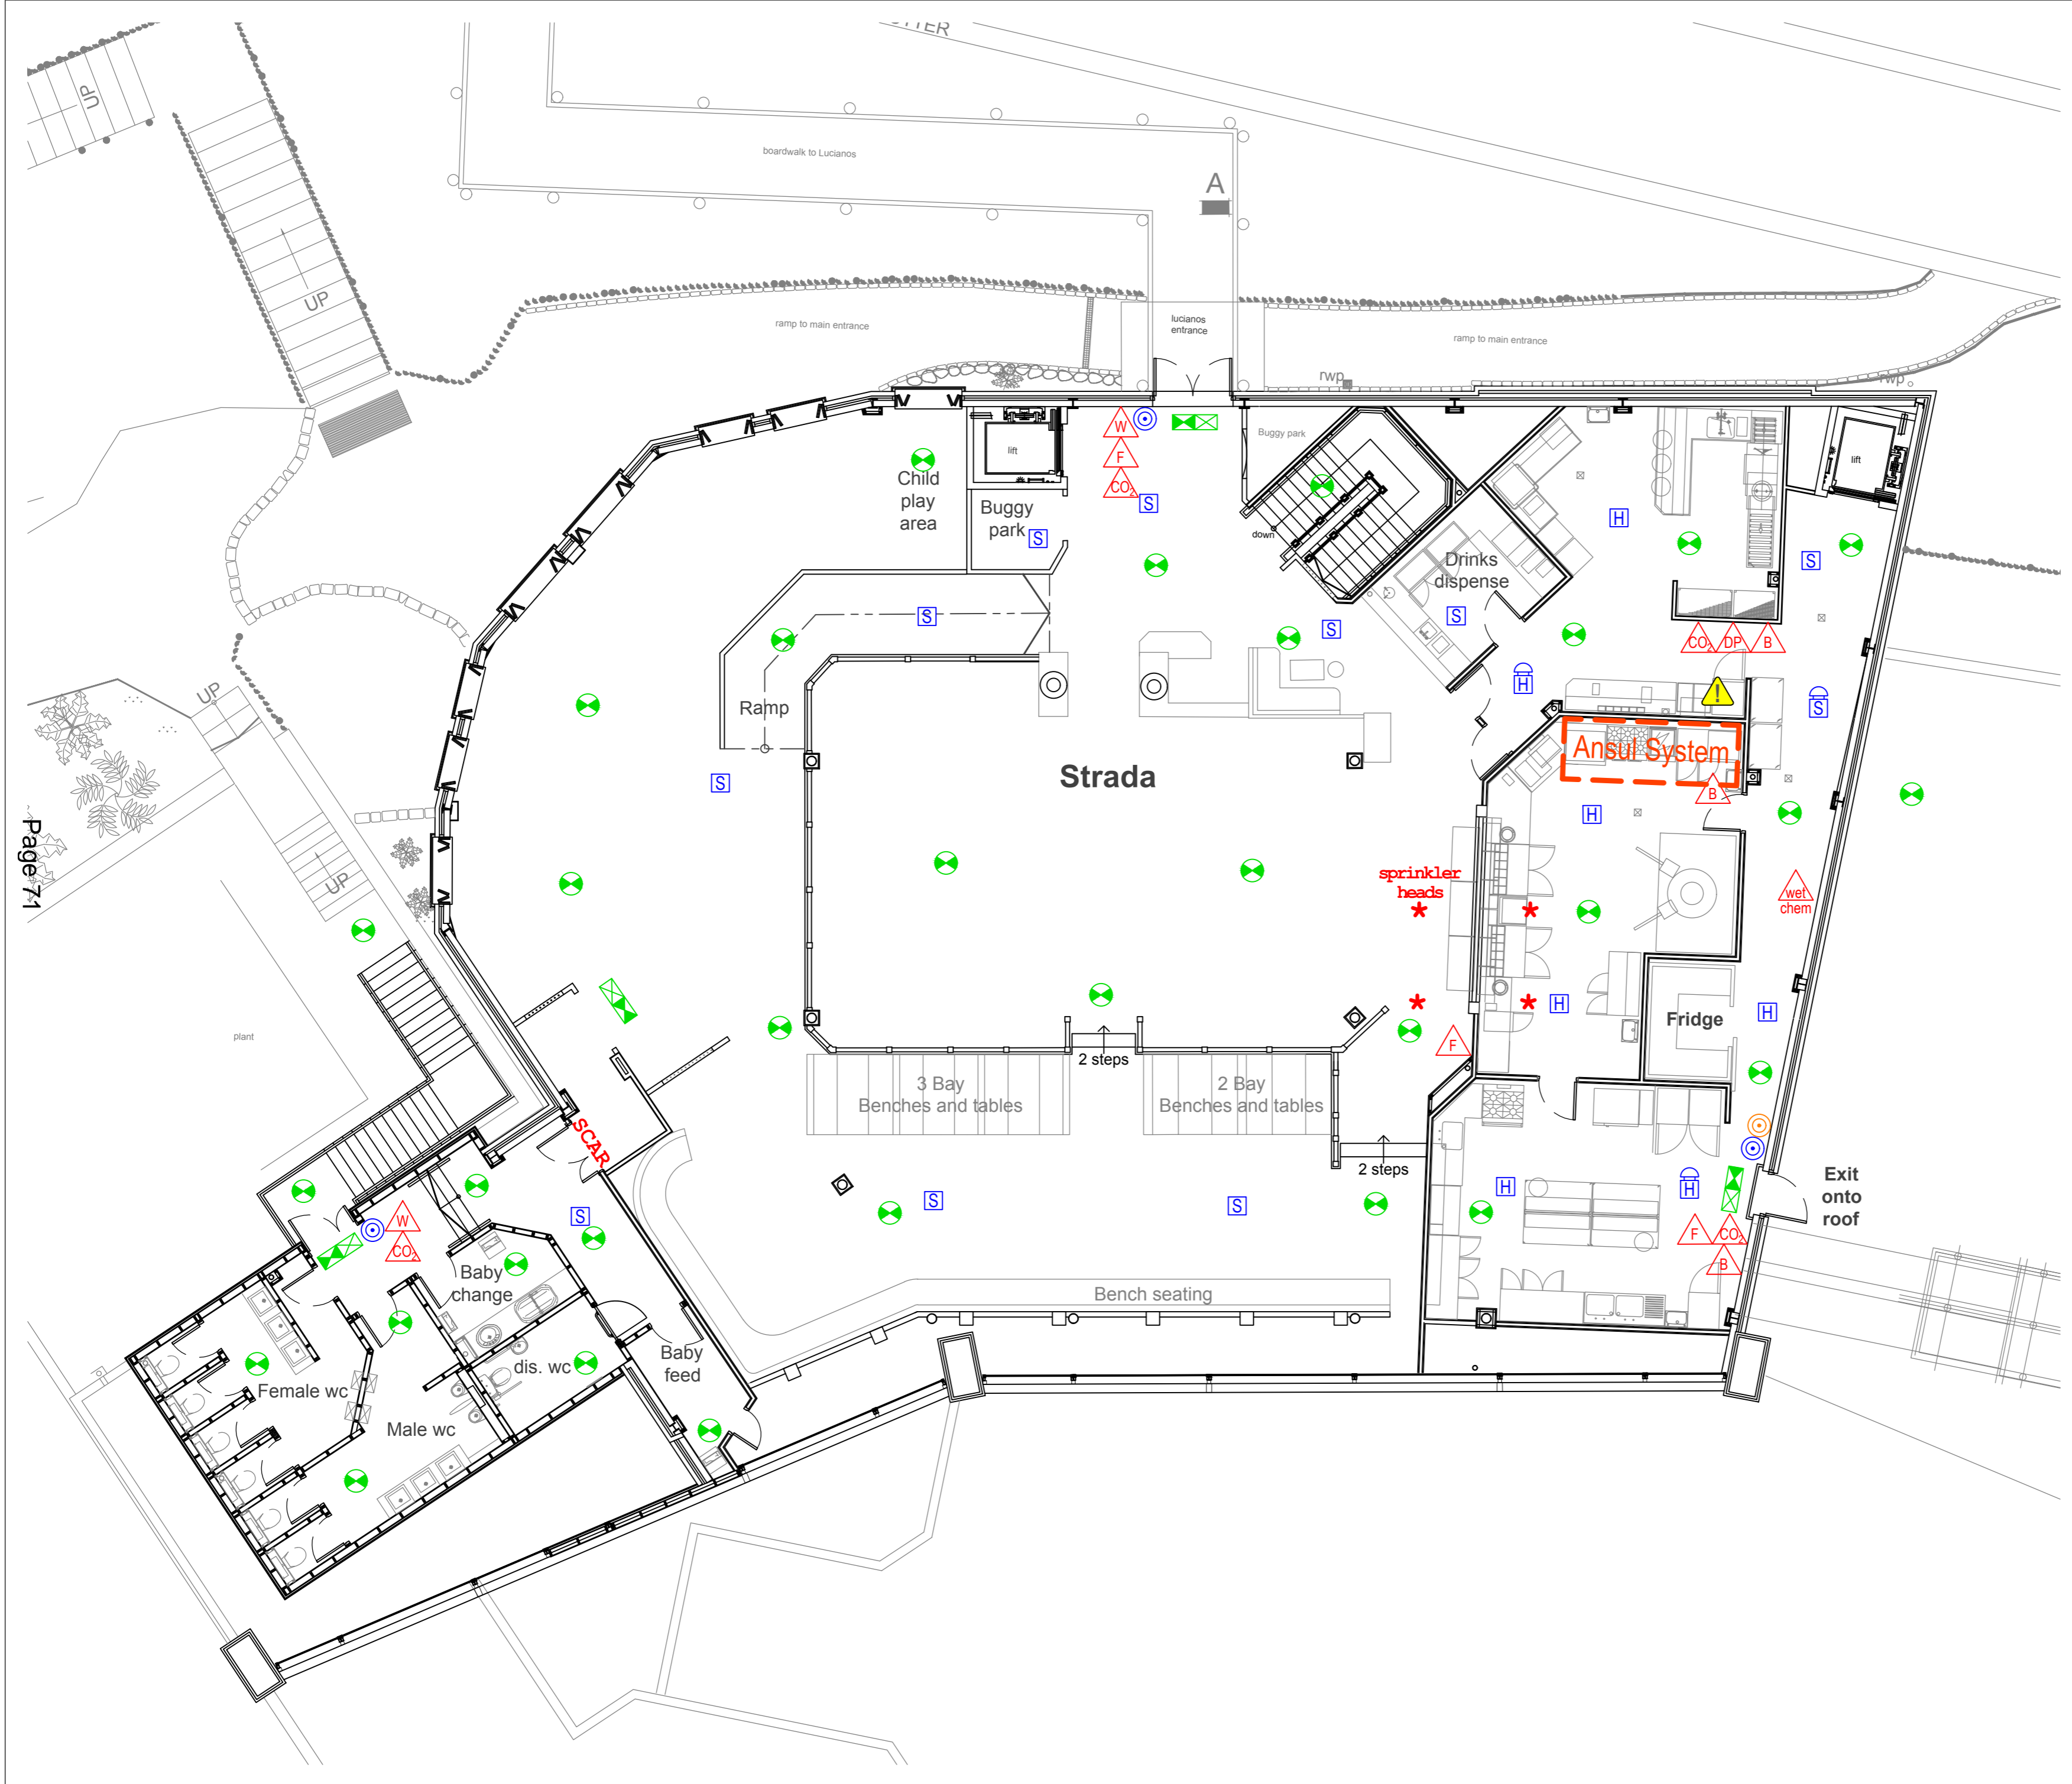 UP
boardwalk to Lucianos
A
UP
ramp to main entrance
lucianos
entrance
ramp to main entrance
rwp
rwp
W
F
CO2
lift
Buggy park
lift
Child
play
area
Buggy
park
S
S
H
down
Drinks
dispense
S
S
S
S
CO2
DP
B
H
S
UP
Ramp
S
Strada
Ansul System
B
H
Page 71
UP
sprinkler
heads
wet
chem
plant
H
H
Fridge
F
2 steps
3 Bay
Benches and tables
2 Bay
Benches and tables
SCAR
2 steps
Exit
onto
roof
W
CO2
S
S
S
H
H
F
CO2
B
Baby
change
Bench seating
dis. wc
Baby
feed
Female wc
Male wc